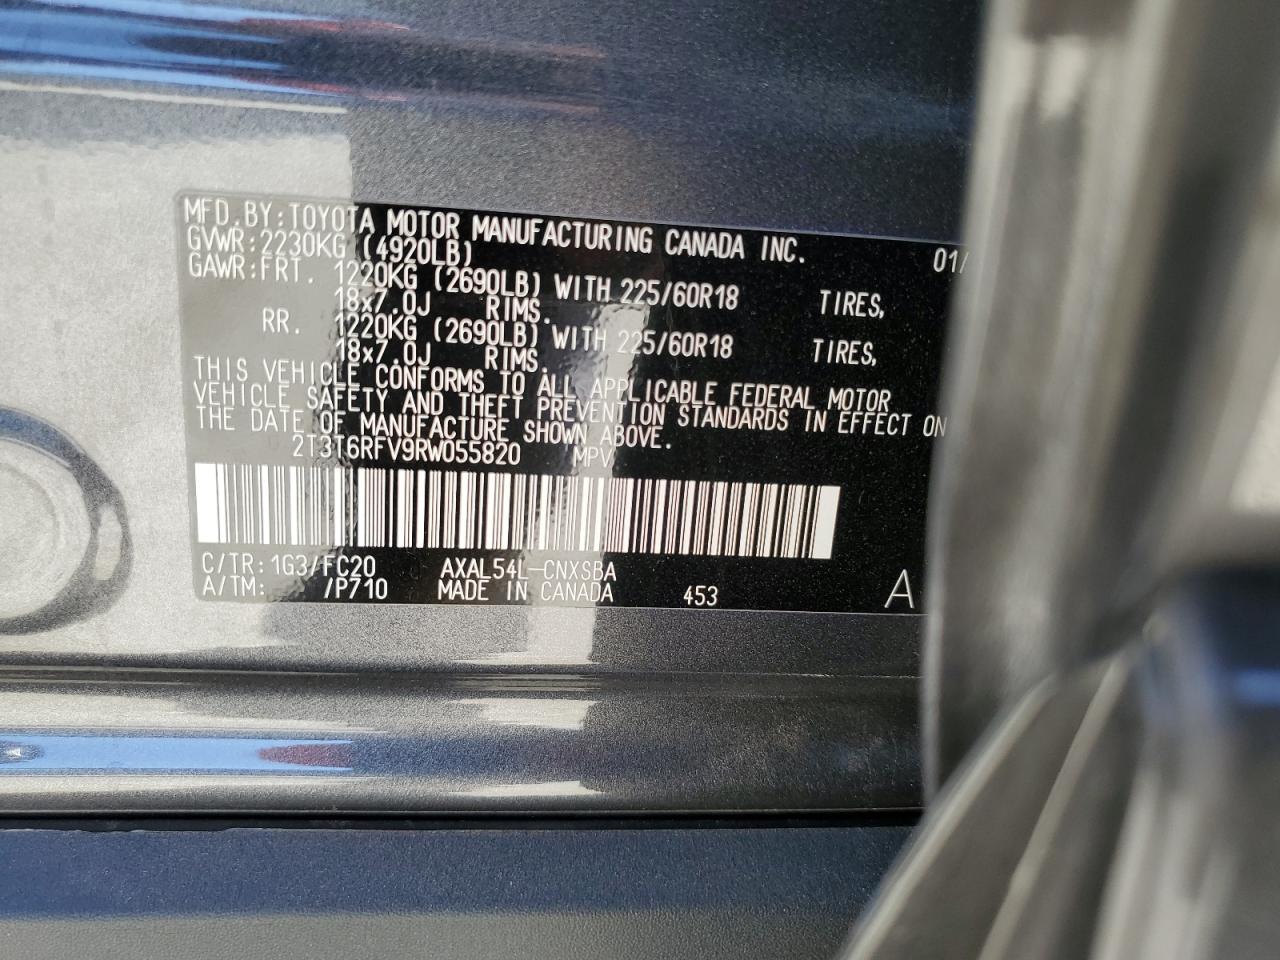 MFD.BY:TOYOTA MOTOR MANUFACTURING CANADA INC. 01/
GVWR:2230KG (4920LB)
GAWR:FRT. 1220KG (2690LB) WITH 225/60R18 TIRES,
18x7.0J RIMS.
RR. 1220KG (2690LB) WITH 225/60R18 TIRES,
18x7.0J RIMS.
THIS VEHICLE CONFORMS TO ALL APPLICABLE FEDERAL MOTOR
VEHICLE SAFETY AND THEFT PREVENTION STANDARDS IN EFFECT ON
THE DATE OF MANUFACTURE SHOWN ABOVE.
2T3T6RFV9RW055820 MPV
C/TR:1G3/FC20 AXAL54L-CNXSBA
A/TM: /P710 MADE IN CANADA 453 A